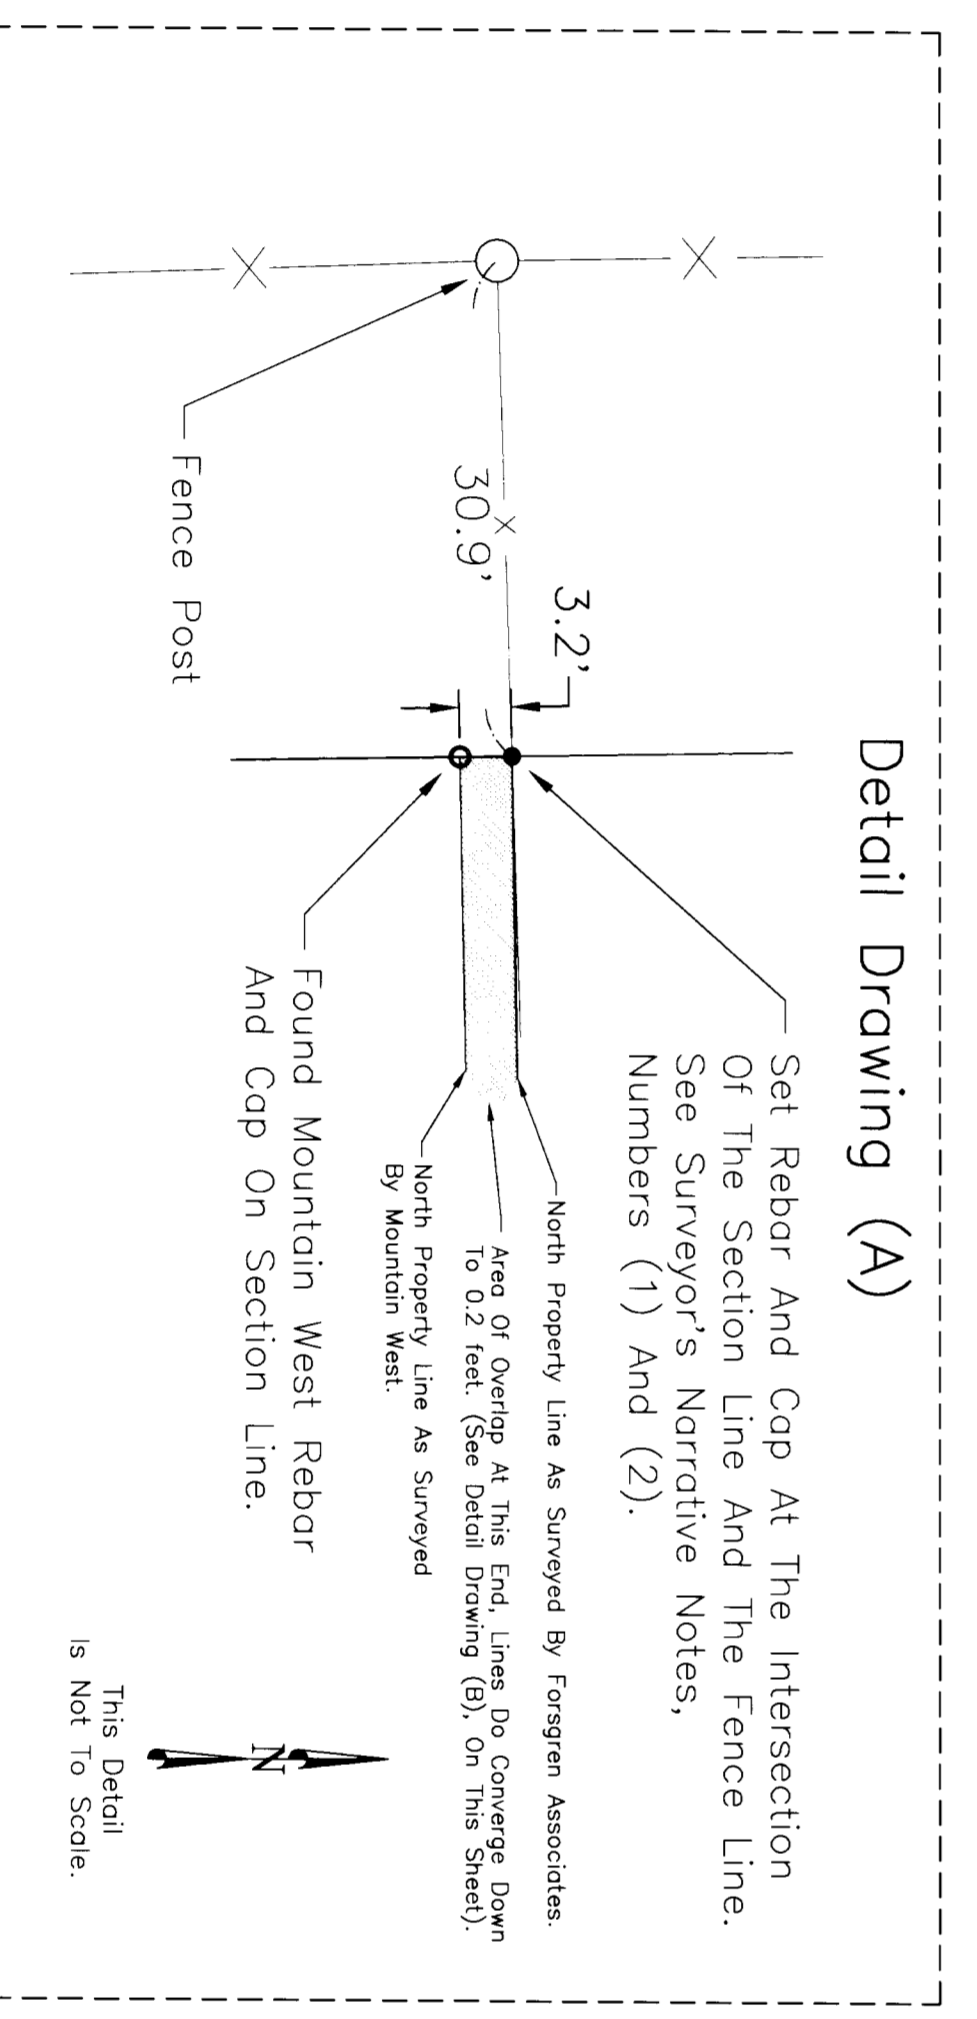 Detail Drawing (A)
Set Rebar And Cap At The Intersection
Of The Section Line And The Fence Line.
See Surveyor's Narrative Notes,
Numbers (1) And (2).
3.2'
30.9'
North Property Line As Surveyed By Forsgren Associates.
Area Of Overlap At This End, Lines Do Converge Down
To 0.2 feet. (See Detail Drawing (B), On This Sheet).
North Property Line As Surveyed
By Mountain West.
Fence Post
Found Mountain West Rebar
And Cap On Section Line.
N
This Detail
Is Not To Scale.